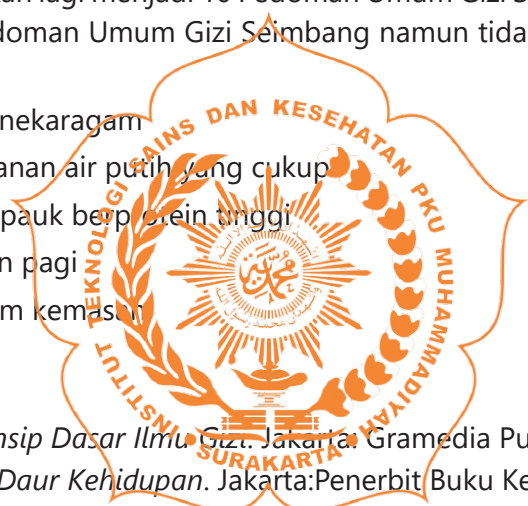 kan lagi menjadi 10 Pedoman Umum Gizi S
doman Umum Gizi Seimbang namun tida
nekaragam
anan air putih yang cukup
pauk berprotein tinggi
n pagi
m kemasan
INSTITUT TEKNOLOGI SAINS DAN KESEHATAN PKU MUHAMMADIYAH
SURAKARTA
nsip Dasar Ilmu Gizi. Jakarta: Gramedia Pu
Daur Kehidupan. Jakarta:Penerbit Buku Ke